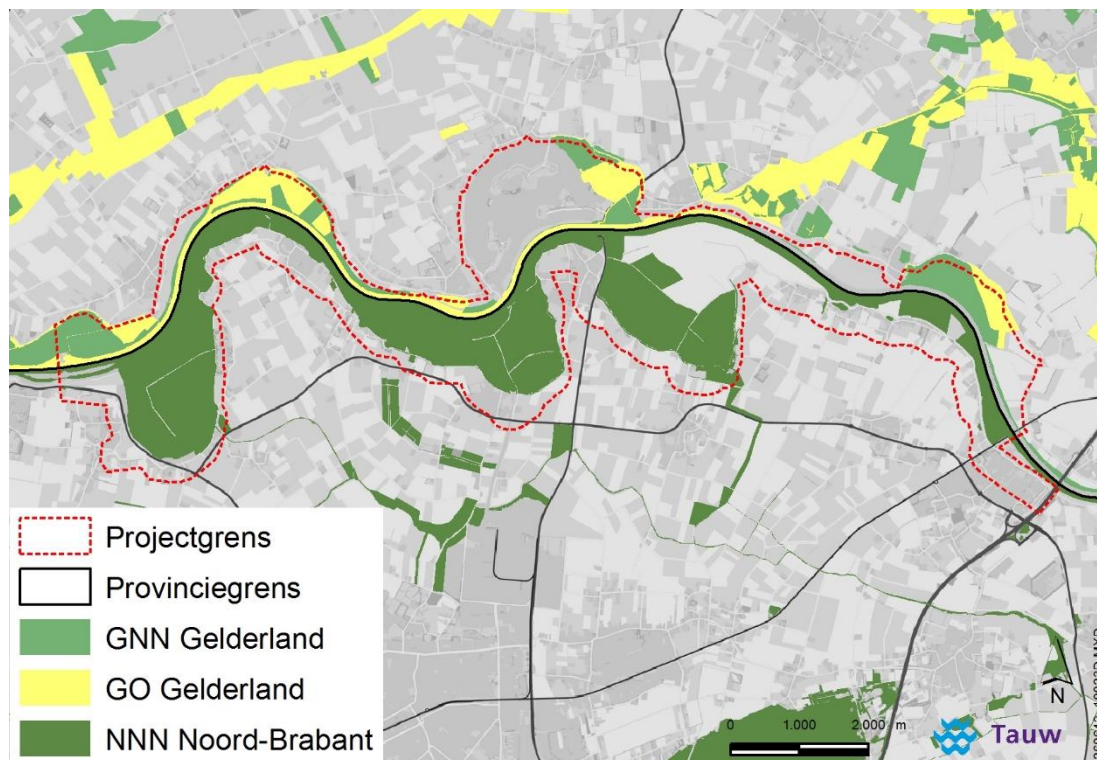 Projectgrens
Provinciegrens
GNN Gelderland
GO Gelderland
NNN Noord-Brabant
0 1.000 2.000 m
N
Tauw